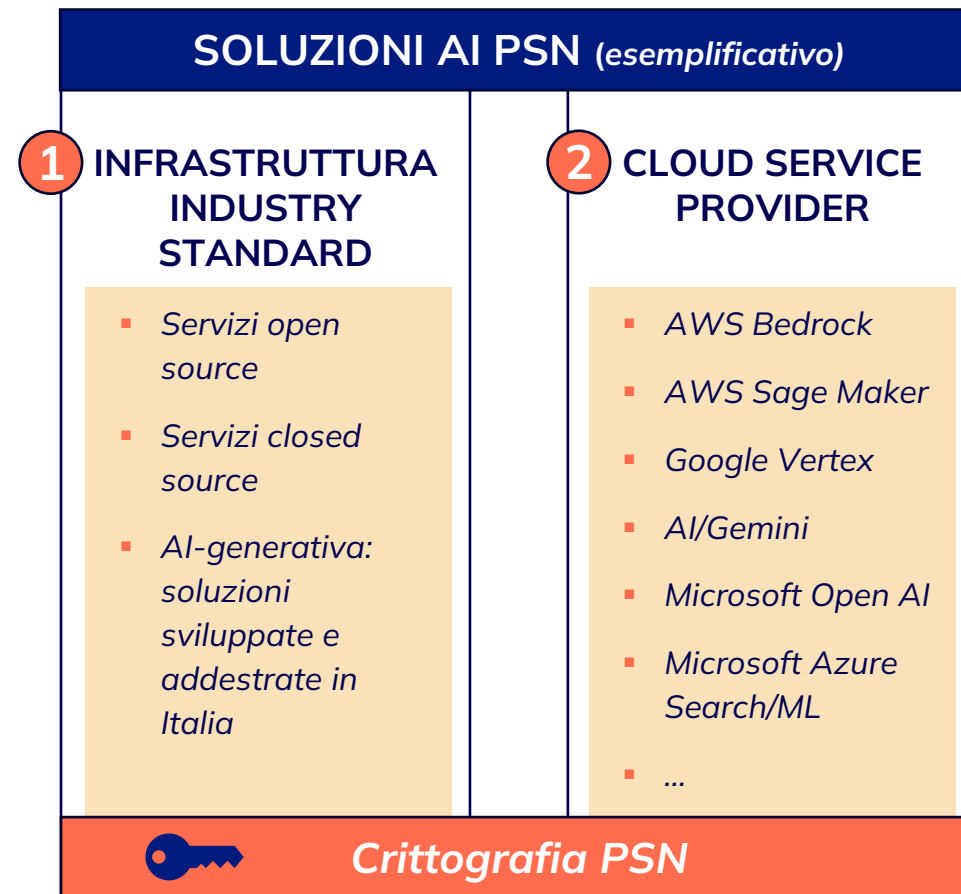 SOLUZIONI AI PSN (esemplificativo)
1
INFRASTRUTTURA
INDUSTRY
STANDARD
▪ Servizi open
source
▪ Servizi closed
source
▪ AI-generativa:
soluzioni
sviluppate e
addestrate in
Italia
2
CLOUD SERVICE
PROVIDER
▪ AWS Bedrock
▪ AWS Sage Maker
▪ Google Vertex
▪ AI/Gemini
▪ Microsoft Open AI
▪ Microsoft Azure
Search/ML
▪ ...
Crittografia PSN